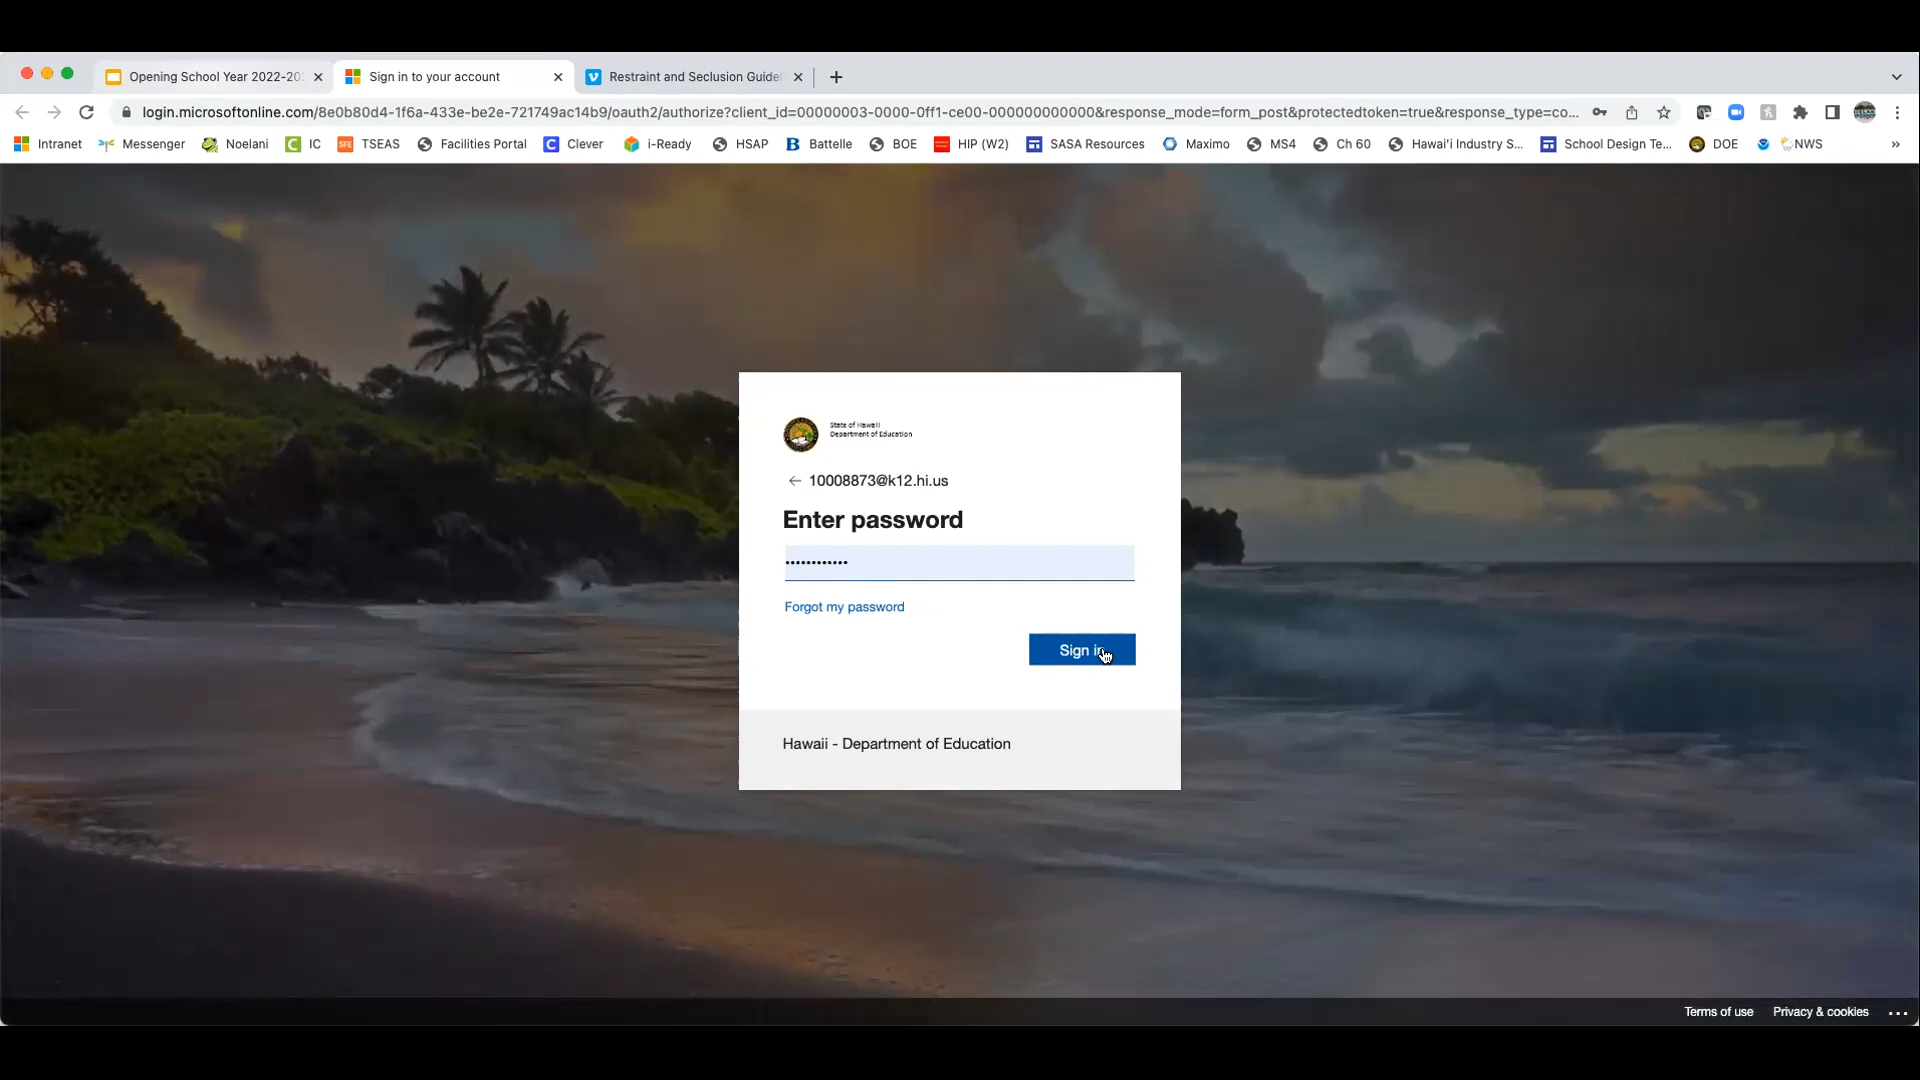 Opening School Year 2022-20
Sign in to your account
Restraint and Seclusion Guide
login.microsoftonline.com/8e0b80d4-1f6a-433e-be2e-721749ac14b9/oauth2/authorize?client_id=00000003-0000-0ff1-ce00-000000000000&response_mode=form_post&protectedtoken=true&response_type=co...
Intranet Messenger Noelani IC TSEAS Facilities Portal Clever i-Ready HSAP Battelle BOE HIP (W2) SASA Resources Maximo MS4 Ch 60 Hawai'i Industry S... School Design Te... DOE NWS
State of Hawaii
Department of Education
10008873@k12.hi.us
Enter password
••••••••••••
Forgot my password
Sign in
Hawaii - Department of Education
Terms of use Privacy & cookies ...